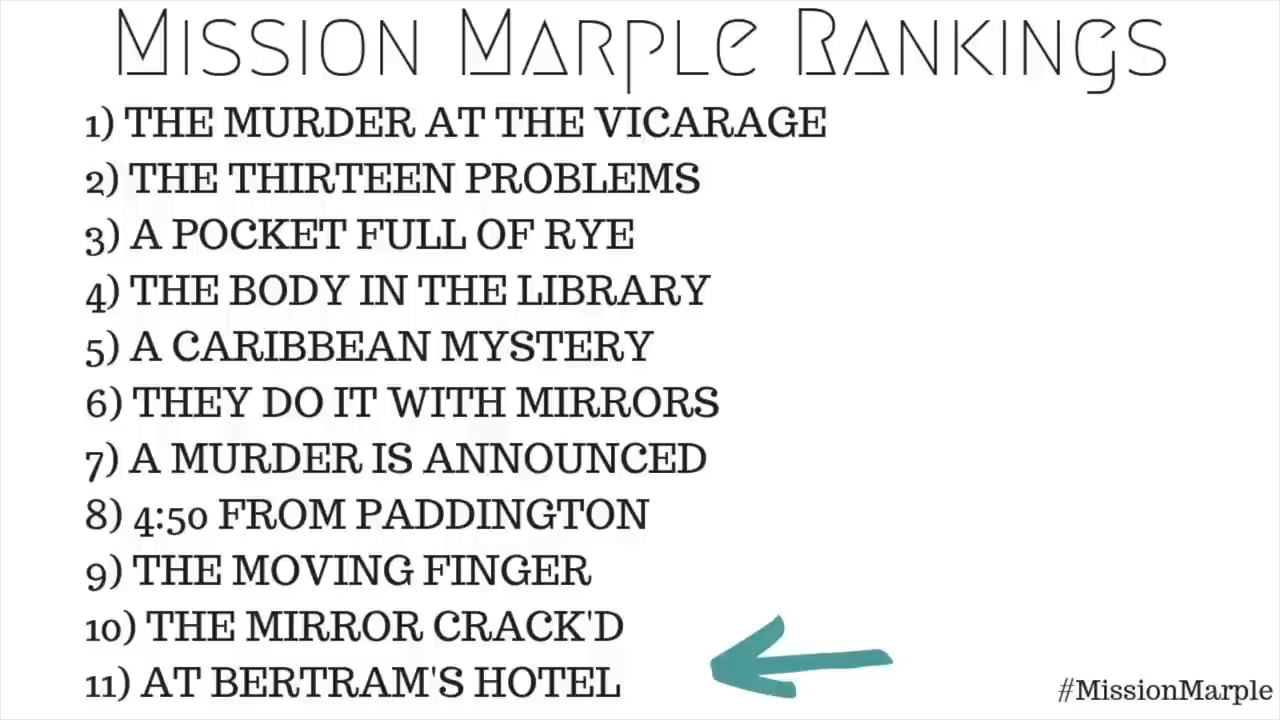 Mission Marple Rankings
1) THE MURDER AT THE VICARAGE
2) THE THIRTEEN PROBLEMS
3) A POCKET FULL OF RYE
4) THE BODY IN THE LIBRARY
5) A CARIBBEAN MYSTERY
6) THEY DO IT WITH MIRRORS
7) A MURDER IS ANNOUNCED
8) 4:50 FROM PADDINGTON
9) THE MOVING FINGER
10) THE MIRROR CRACK'D
11) AT BERTRAM'S HOTEL
#MissionMarple